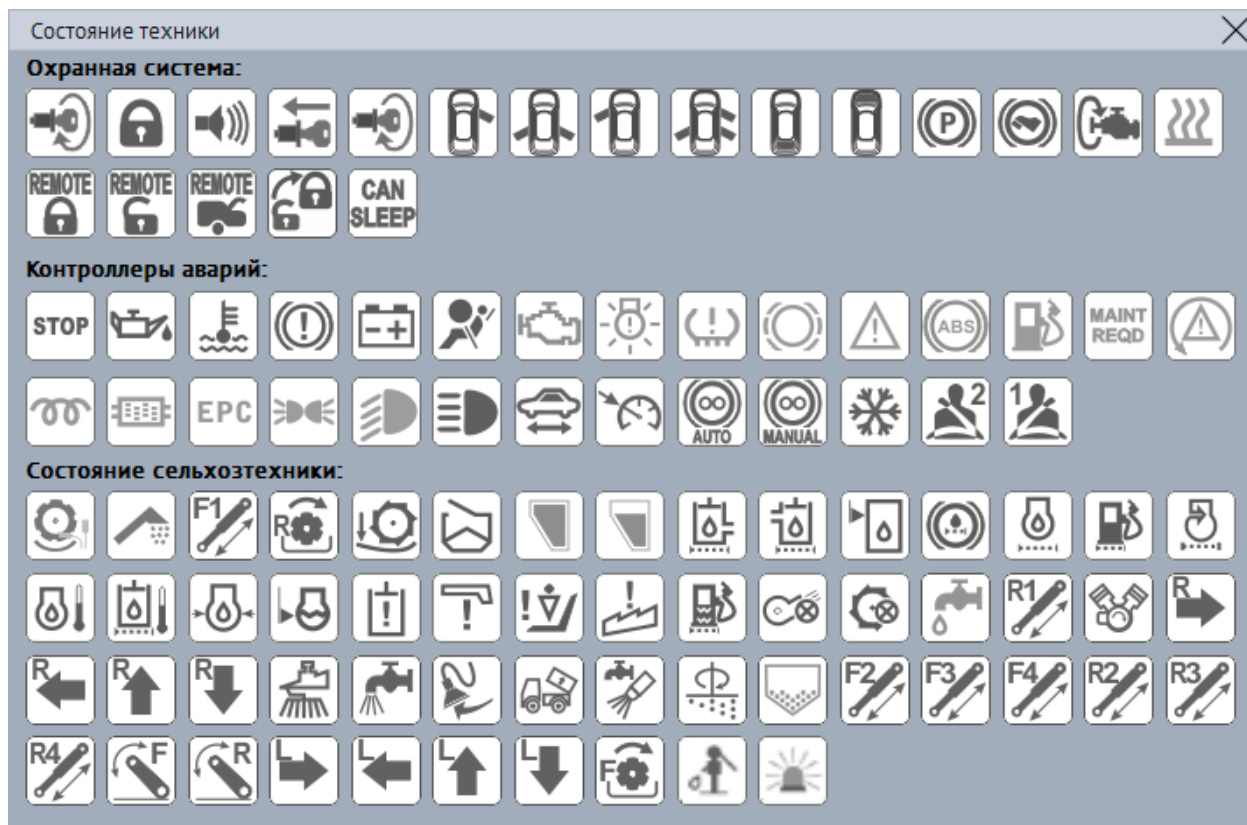 Состояние техники
Охранная система:
P
REMOTE REMOTE REMOTE CAN SLEEP
Контроллеры аварий:
STOP ! - + ! ! ! ABS MAINT REQD !
EPC AUTO MANUAL 2 1
Состояние сельхозтехники:
F1 R
! ! ! ! R1 R
R R R F2 F3 F4 R2 R3
R4 F R L L L L F